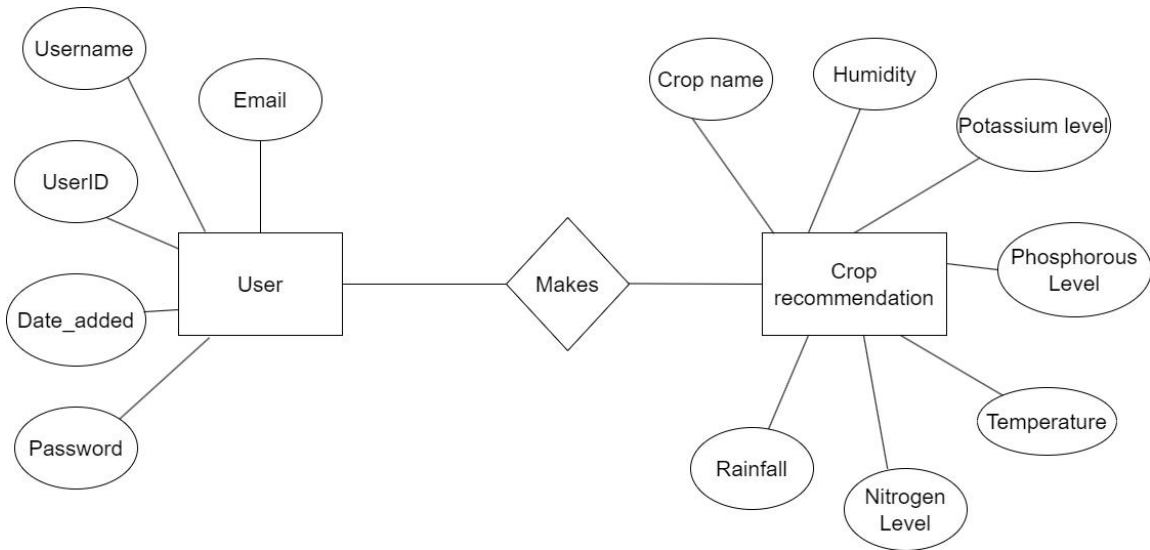 Username
Email
UserID
Date_added
Password
User
Makes
Crop name
Humidity
Potassium level
Phosphorous
Level
Crop
recommendation
Temperature
Rainfall
Nitrogen
Level